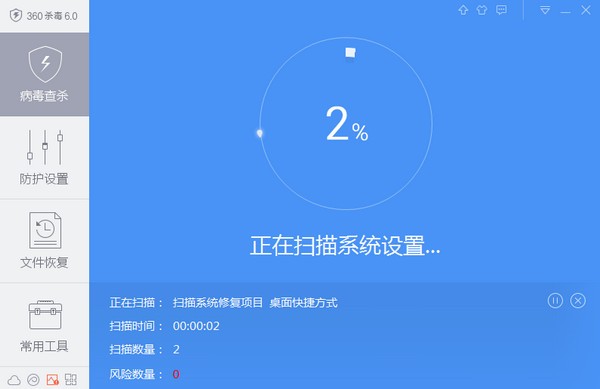 360杀毒6.0
病毒查杀
防护设置
文件恢复
常用工具
2%
正在扫描系统设置...
正在扫描： 扫描系统修复项目 桌面快捷方式
扫描时间： 00:00:02
扫描数量： 2
风险数量： 0